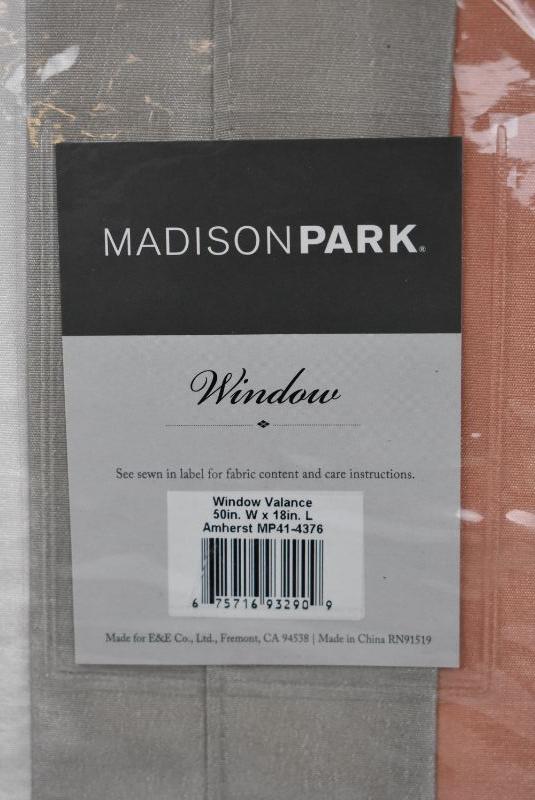 MADISONPARK®
Window
See sewn in label for fabric content and care instructions.
Window Valance
50in. W x 18in. L
Amherst MP41-4376
6 75716 93290 9
Made for E&E Co., Ltd., Fremont, CA 94538 | Made in China RN91519